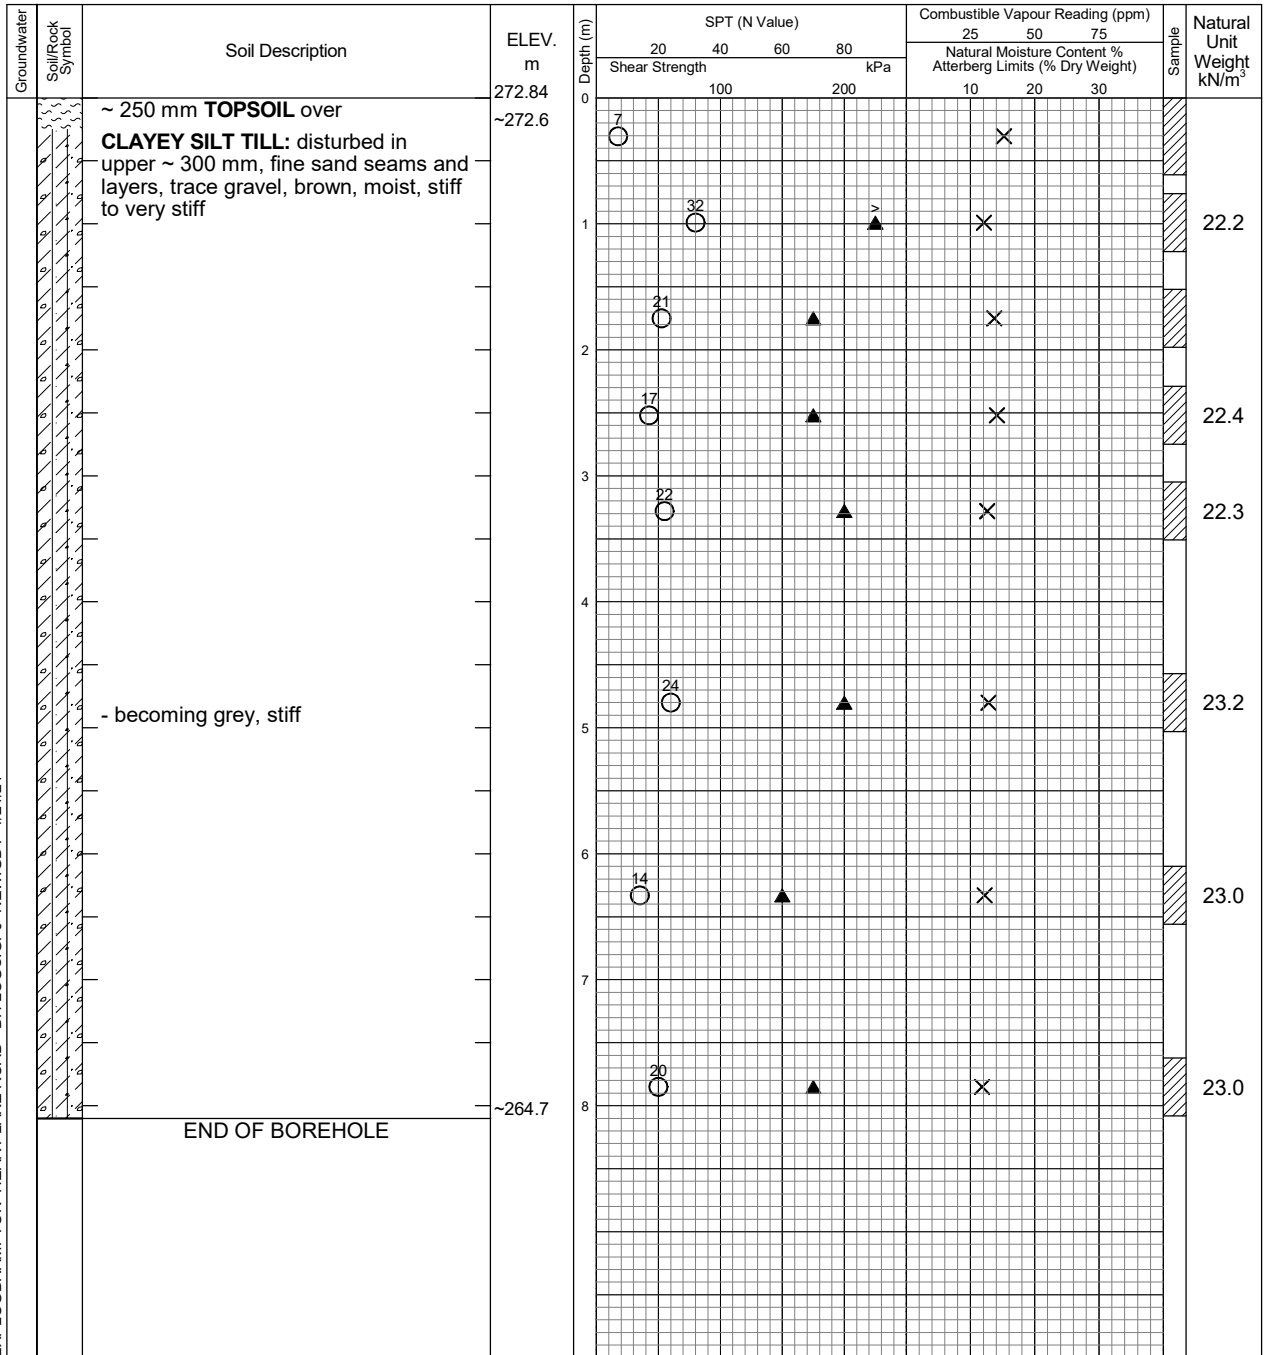 Groundwater
Soil/Rock Symbol
Soil Description
ELEV. m
Depth (m)
SPT (N Value)
20 40 60 80
Shear Strength kPa
100 200
Combustible Vapour Reading (ppm)
25 50 75
Natural Moisture Content %
Atterberg Limits (% Dry Weight)
10 20 30
Sample
Natural
Unit
Weight
kN/m3
272.84
0
~ 250 mm TOPSOIL over
~272.6
CLAYEY SILT TILL: disturbed in
upper ~ 300 mm, fine sand seams and
layers, trace gravel, brown, moist, stiff
to very stiff
7
32
>
1
22.2
21
2
17
22.4
3
22
22.3
4
24
23.2
- becoming grey, stiff
5
6
14
23.0
7
20
23.0
~264.7
8
END OF BOREHOLE